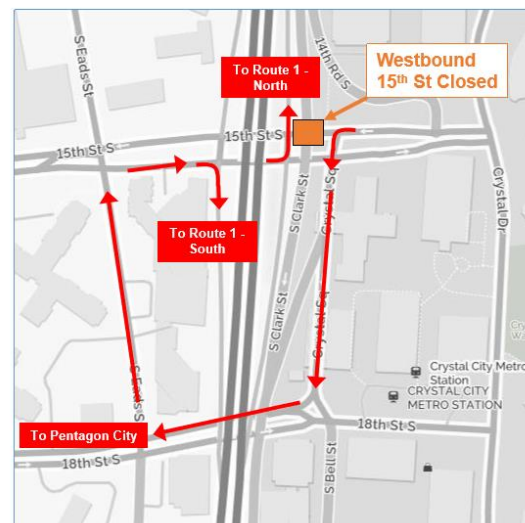 S Eads St
14th Rd S
Westbound
15th St Closed
To Route 1 -
North
15th St S
15th St S
S Clark St
Crystal Sq
Crystal Dr
To Route 1 -
South
S Clark St
Crystal Sq
Crystal City Metro
Station
CRYSTAL CITY
METRO STATION
S Eads S
To Pentagon City
18th St S
18th St S
S Bell St